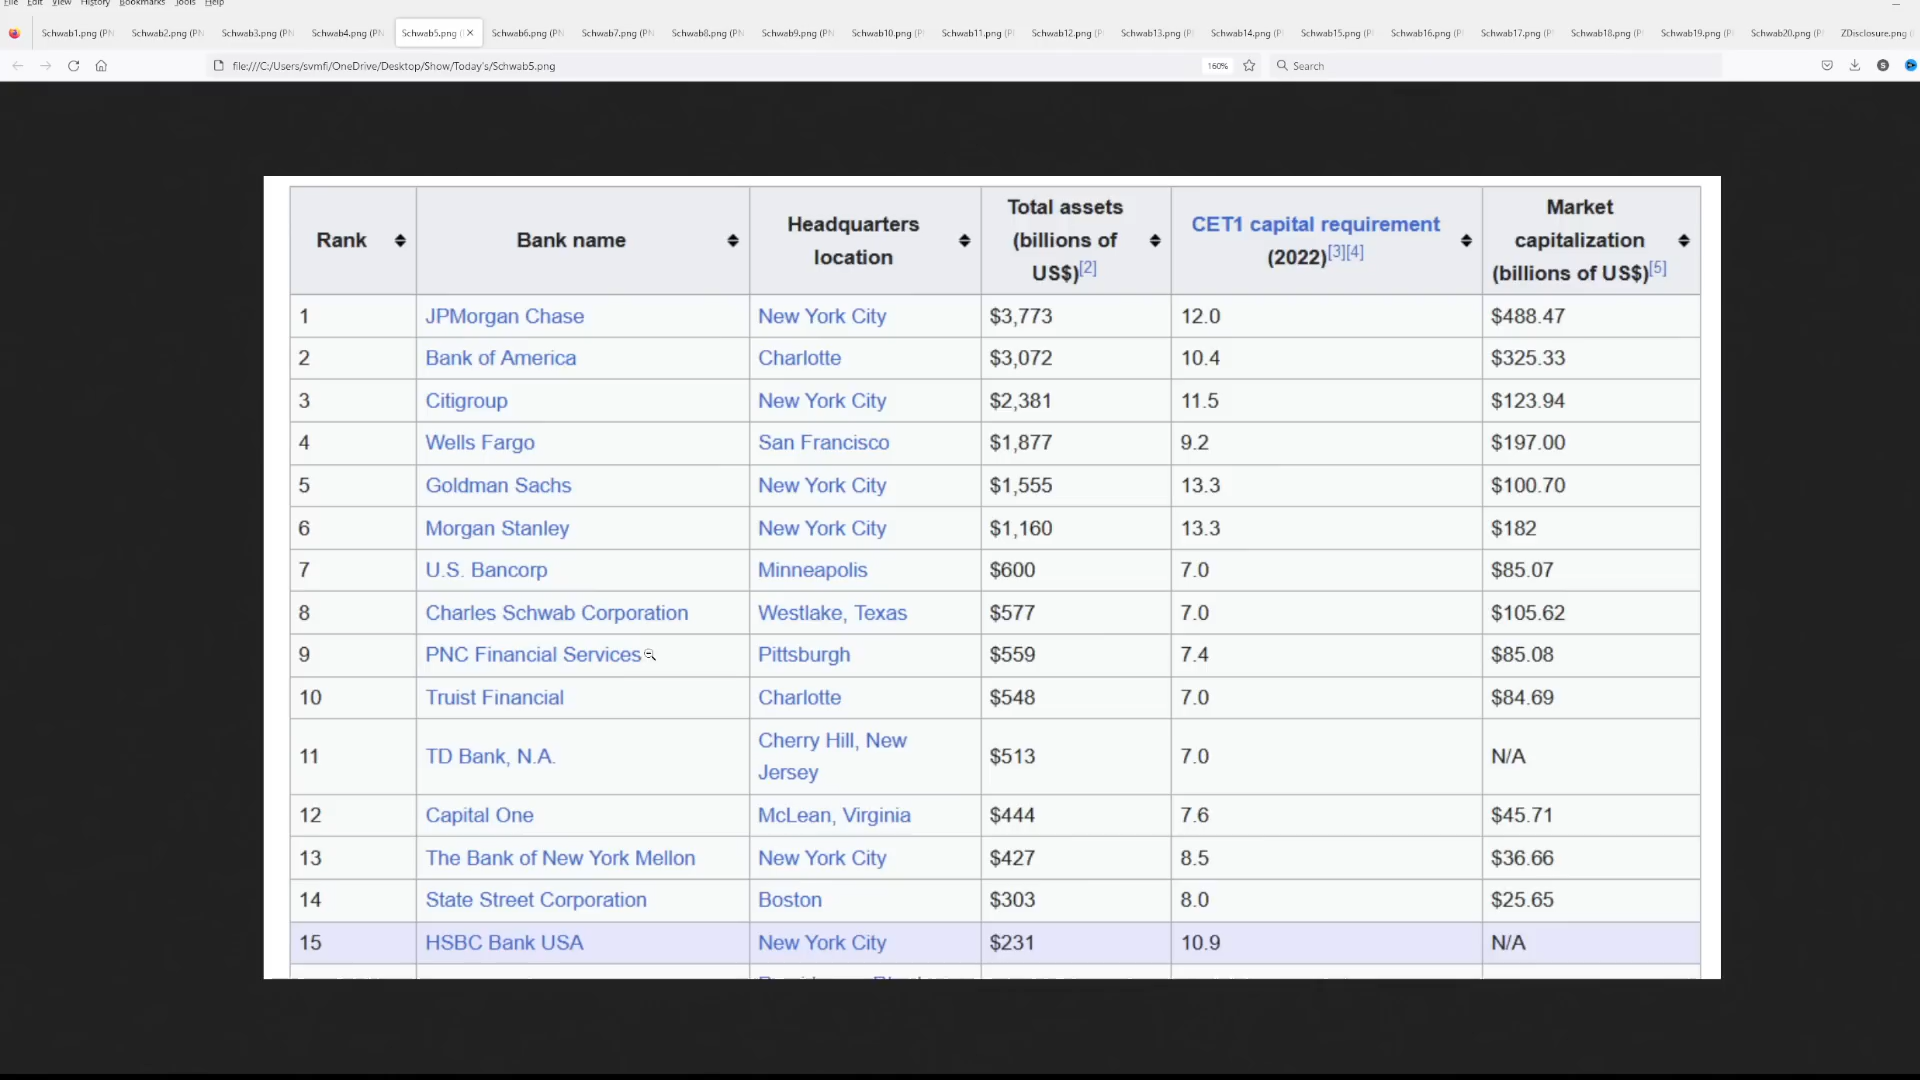 File Edit View History Bookmarks Tools Help
Schwab1.png (PN Schwab2.png (PN Schwab3.png (PN Schwab4.png (PN Schwab5.png ( Schwab6.png (PN Schwab7.png (PN Schwab8.png (PN Schwab9.png (PN Schwab10.png (P Schwab11.png (P Schwab12.png (P Schwab13.png (P Schwab14.png (P Schwab15.png (P Schwab16.png (P Schwab17.png (P Schwab18.png (P Schwab19.png (P Schwab20.png (P ZDisclosure.png (
file:///C:/Users/svmfi/OneDrive/Desktop/Show/Today's/Schwab5.png 160% Search S
Rank Bank name Headquarters location Total assets (billions of US$)[2] CET1 capital requirement (2022)[3][4] Market capitalization (billions of US$)[5]
1 JPMorgan Chase New York City $3,773 12.0 $488.47
2 Bank of America Charlotte $3,072 10.4 $325.33
3 Citigroup New York City $2,381 11.5 $123.94
4 Wells Fargo San Francisco $1,877 9.2 $197.00
5 Goldman Sachs New York City $1,555 13.3 $100.70
6 Morgan Stanley New York City $1,160 13.3 $182
7 U.S. Bancorp Minneapolis $600 7.0 $85.07
8 Charles Schwab Corporation Westlake, Texas $577 7.0 $105.62
9 PNC Financial Services Pittsburgh $559 7.4 $85.08
10 Truist Financial Charlotte $548 7.0 $84.69
11 TD Bank, N.A. Cherry Hill, New Jersey $513 7.0 N/A
12 Capital One McLean, Virginia $444 7.6 $45.71
13 The Bank of New York Mellon New York City $427 8.5 $36.66
14 State Street Corporation Boston $303 8.0 $25.65
15 HSBC Bank USA New York City $231 10.9 N/A